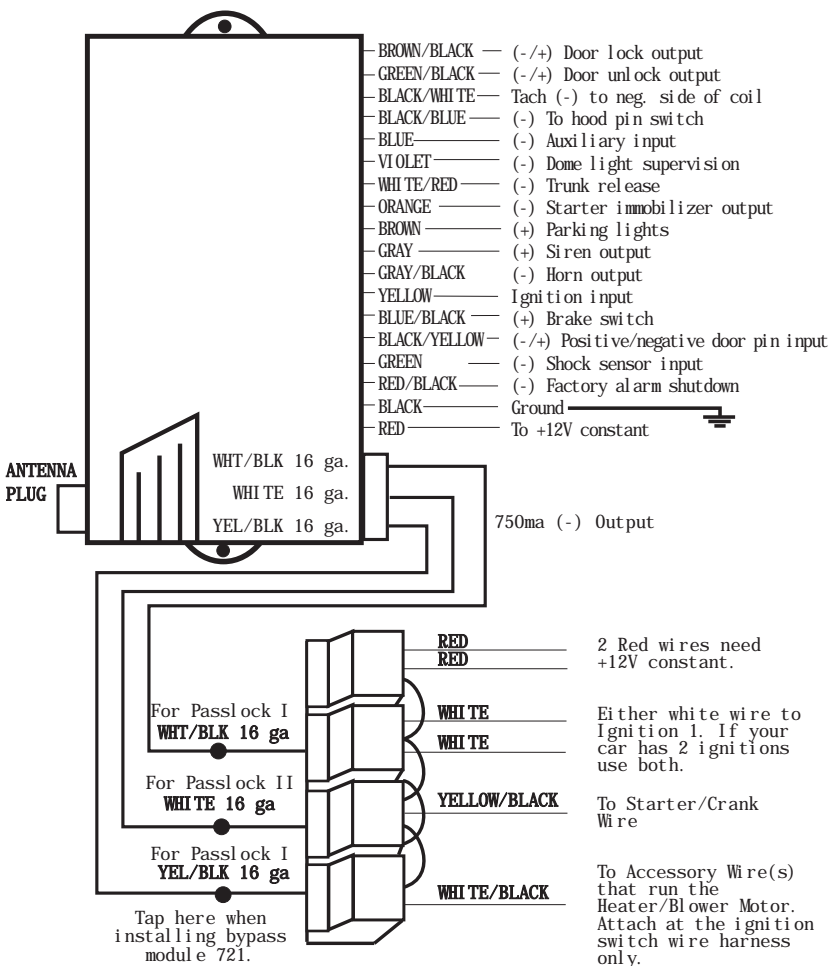 BROWN/BLACK (-/+) Door lock output
GREEN/BLACK (-/+) Door unlock output
BLACK/WHITE Tach (-) to neg. side of coil
BLACK/BLUE (-) To hood pin switch
BLUE (-) Auxiliary input
VIOLET (-) Dome light supervision
WHITE/RED (-) Trunk release
ORANGE (-) Starter immobilizer output
BROWN (+) Parking lights
GRAY (+) Siren output
GRAY/BLACK (-) Horn output
YELLOW Ignition input
BLUE/BLACK (+) Brake switch
BLACK/YELLOW (-/+) Positive/negative door pin input
GREEN (-) Shock sensor input
RED/BLACK (-) Factory alarm shutdown
BLACK Ground
RED To +12V constant
ANTENNA
PLUG
WHT/BLK 16 ga.
WHITE 16 ga.
YEL/BLK 16 ga.
750ma (-) Output
RED
RED
2 Red wires need
+12V constant.
For Passlock I
WHT/BLK 16 ga
WHITE
WHITE
Either white wire to
Ignition 1. If your
car has 2 ignitions
use both.
For Passlock II
WHITE 16 ga
YELLOW/BLACK
To Starter/Crank
Wire
For Passlock I
YEL/BLK 16 ga
WHITE/BLACK
To Accessory Wire(s)
that run the
Heater/Blower Motor.
Attach at the ignition
switch wire harness
only.
Tap here when
installing bypass
module 721.